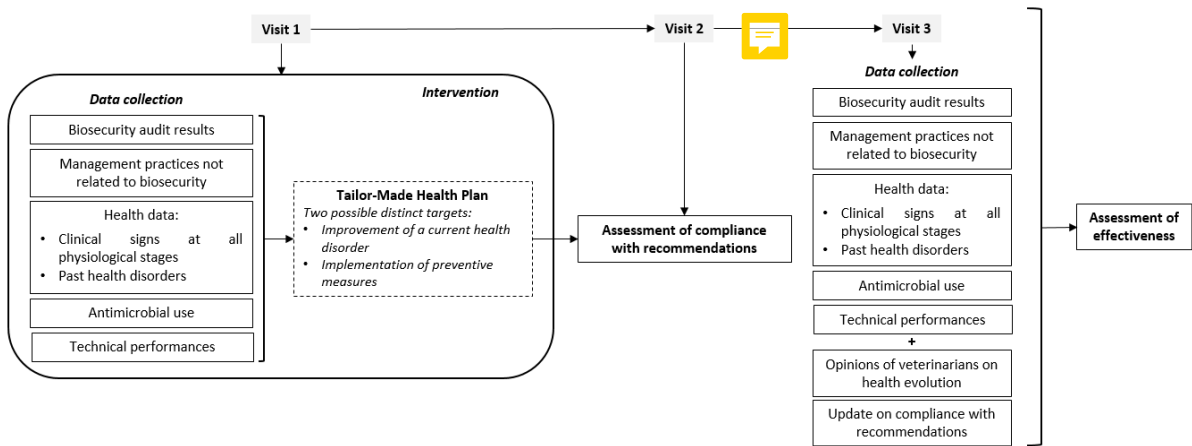 Visit 1
Visit 2
Visit 3
Data collection
Intervention
Biosecurity audit results
Management practices not
related to biosecurity
Health data:
• Clinical signs at all
physiological stages
• Past health disorders
Antimicrobial use
Technical performances
Tailor-Made Health Plan
Two possible distinct targets:
• Improvement of a current health
disorder
• Implementation of preventive
measures
Assessment of compliance
with recommendations
Data collection
Biosecurity audit results
Management practices not
related to biosecurity
Health data:
• Clinical signs at all
physiological stages
• Past health disorders
Antimicrobial use
Technical performances
+
Opinions of veterinarians on
health evolution
Update on compliance with
recommendations
Assessment of
effectiveness